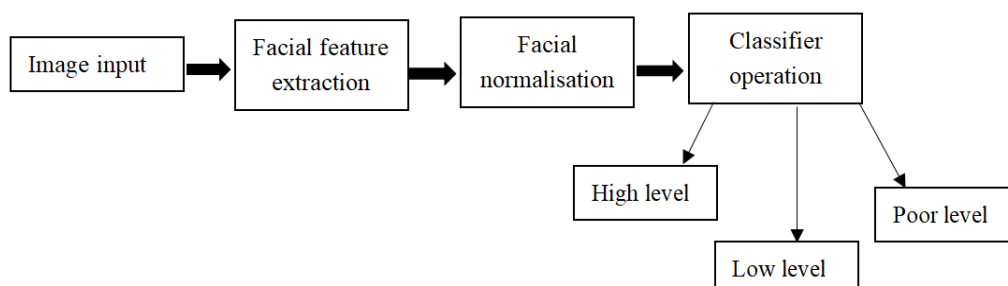 Image input
Facial feature
extraction
Facial
normalisation
Classifier
operation
High level
Low level
Poor level